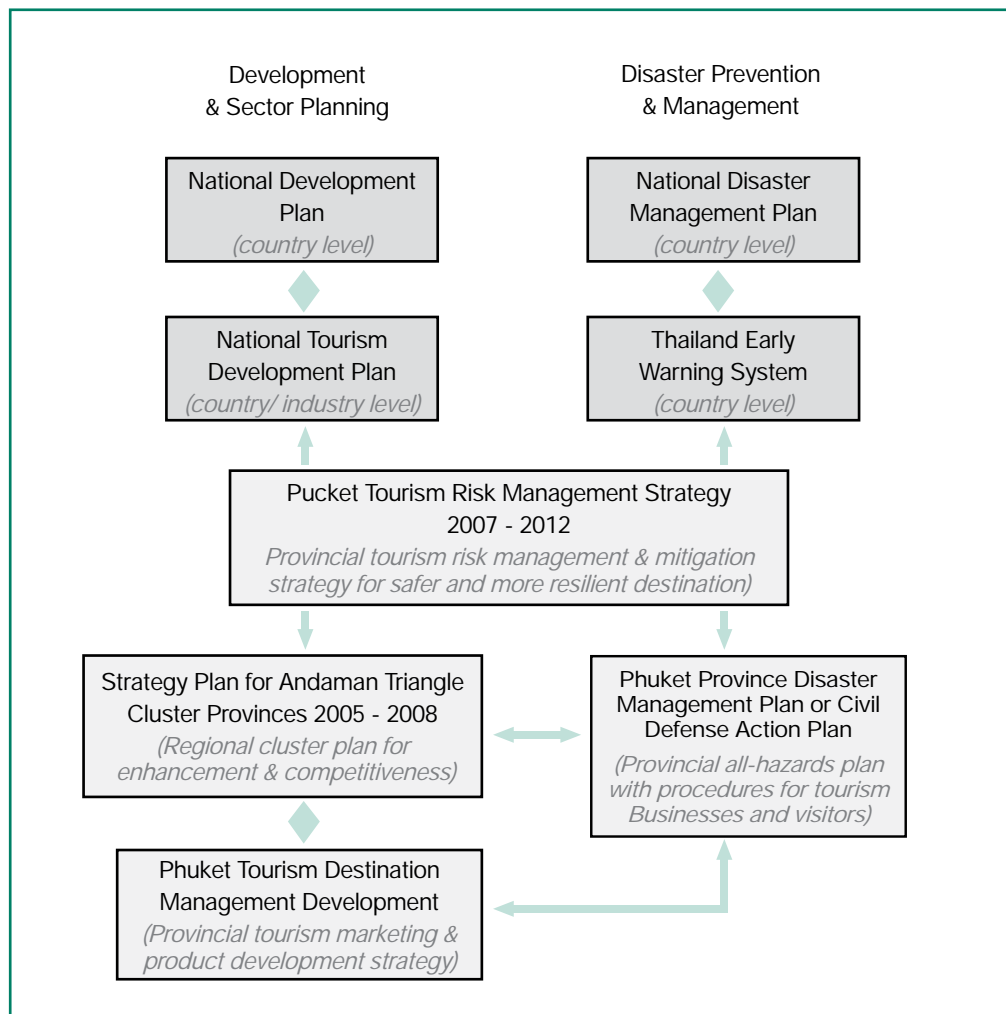 Development
& Sector Planning
Disaster Prevention
& Management
National Development
Plan
(country level)
National Disaster
Management Plan
(country level)
National Tourism
Development Plan
(country/ industry level)
Thailand Early
Warning System
(country level)
Pucket Tourism Risk Management Strategy
2007 - 2012
Provincial tourism risk management & mitigation
strategy for safer and more resilient destination)
Strategy Plan for Andaman Triangle
Cluster Provinces 2005 - 2008
(Regional cluster plan for
enhancement & competitiveness)
Phuket Province Disaster
Management Plan or Civil
Defense Action Plan
(Provincial all-hazards plan
with procedures for tourism
Businesses and visitors)
Phuket Tourism Destination
Management Development
(Provincial tourism marketing &
product development strategy)